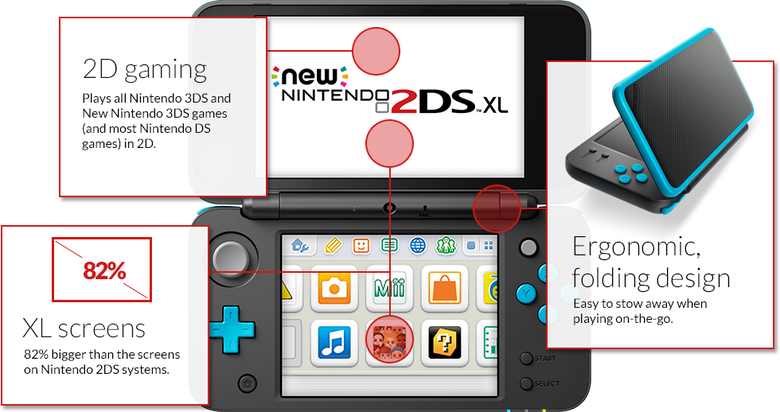 2D gaming
Plays all Nintendo 3DS and
New Nintendo 3DS games
(and most Nintendo DS
games) in 2D.
new
NINTENDO 2DS™ XL
82%
XL screens
82% bigger than the screens
on Nintendo 2DS systems.
Mii
Y
START
SELECT
Ergonomic,
folding design
Easy to stow away when
playing on-the-go.